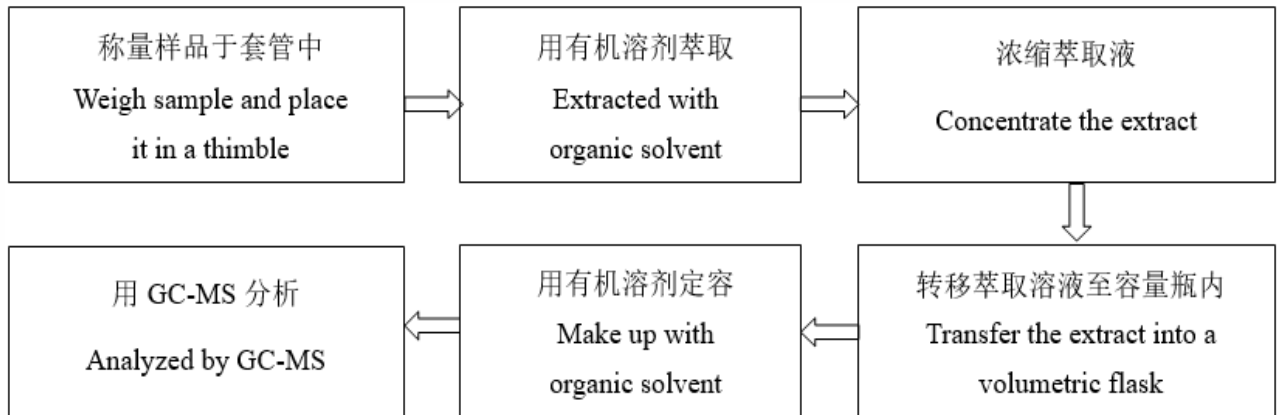 称量样品于套管中
Weigh sample and place
it in a thimble
用有机溶剂萃取
Extracted with
organic solvent
浓缩萃取液
Concentrate the extract
转移萃取溶液至容量瓶内
Transfer the extract into a
volumetric flask
用有机溶剂定容
Make up with
organic solvent
用 GC-MS 分析
Analyzed by GC-MS